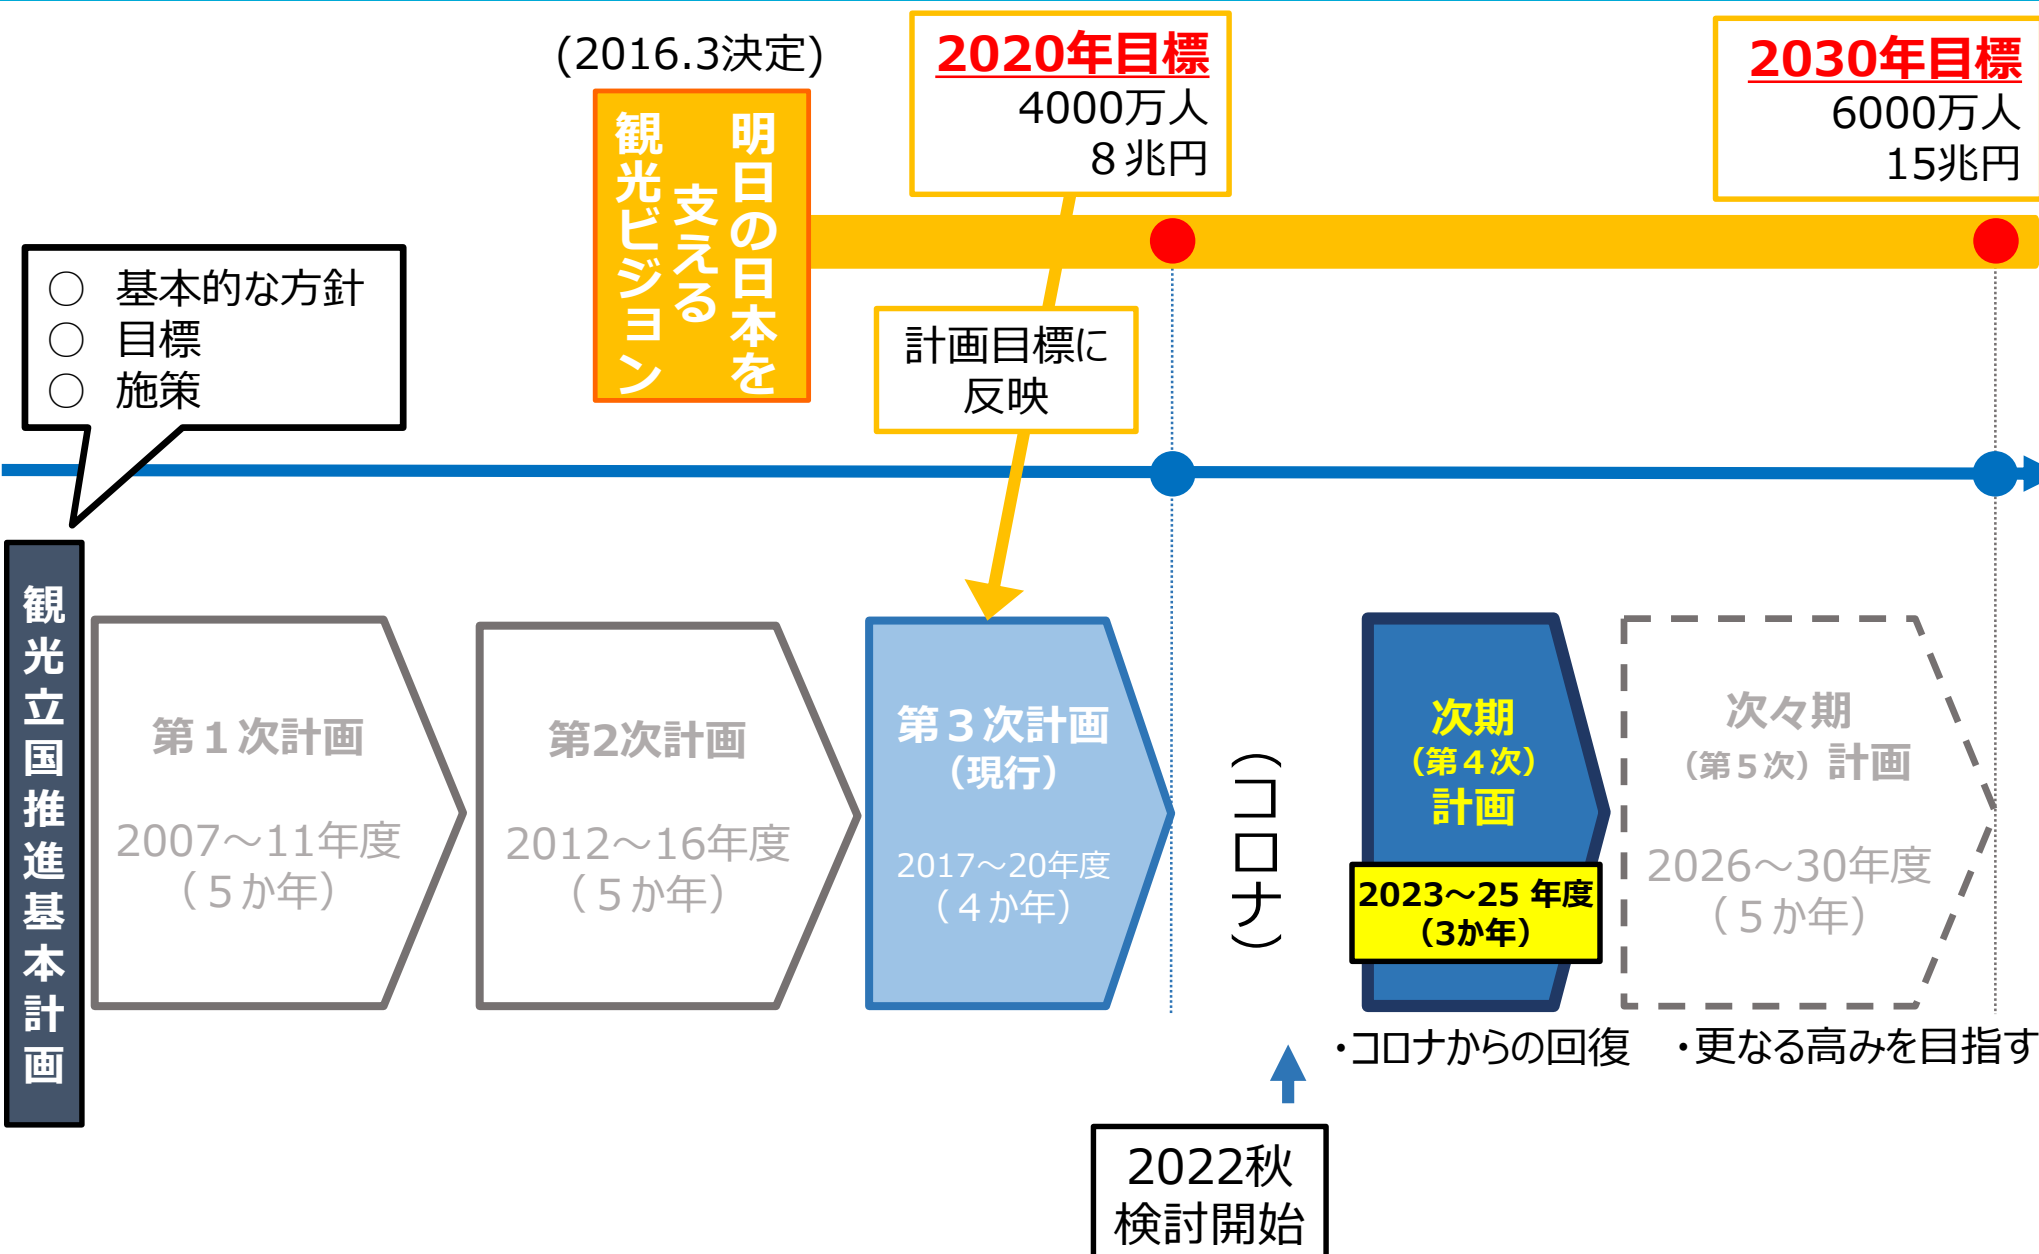 (2016.3決定)
明日の日本を
支える
観光ビジョン
2020年目標
4000万人
８兆円
2030年目標
6000万人
15兆円
○ 基本的な方針
○ 目標
○ 施策
計画目標に
反映
観光立国推進基本計画
第１次計画
2007～11年度
（５か年）
第2次計画
2012～16年度
（５か年）
第３次計画
（現行）
2017～20年度
（４か年）
（コロナ）
次期
（第４次）
計画
2023～25 年度
（3か年）
次々期
（第５次）計画
2026～30年度
（５か年）
・コロナからの回復
・更なる高みを目指す
2022秋
検討開始